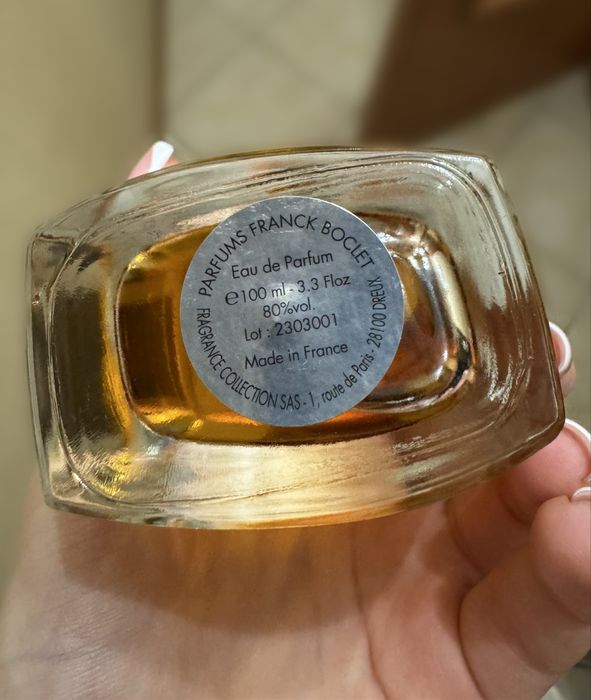 PARFUMS FRANCK BOCLET
Eau de Parfum
℮100 ml - 3.3 Floz
80%vol.
Lot : 2303001
Made in France
FRAGRANCE COLLECTION SAS - 1, route de Paris - 28100 DREUX